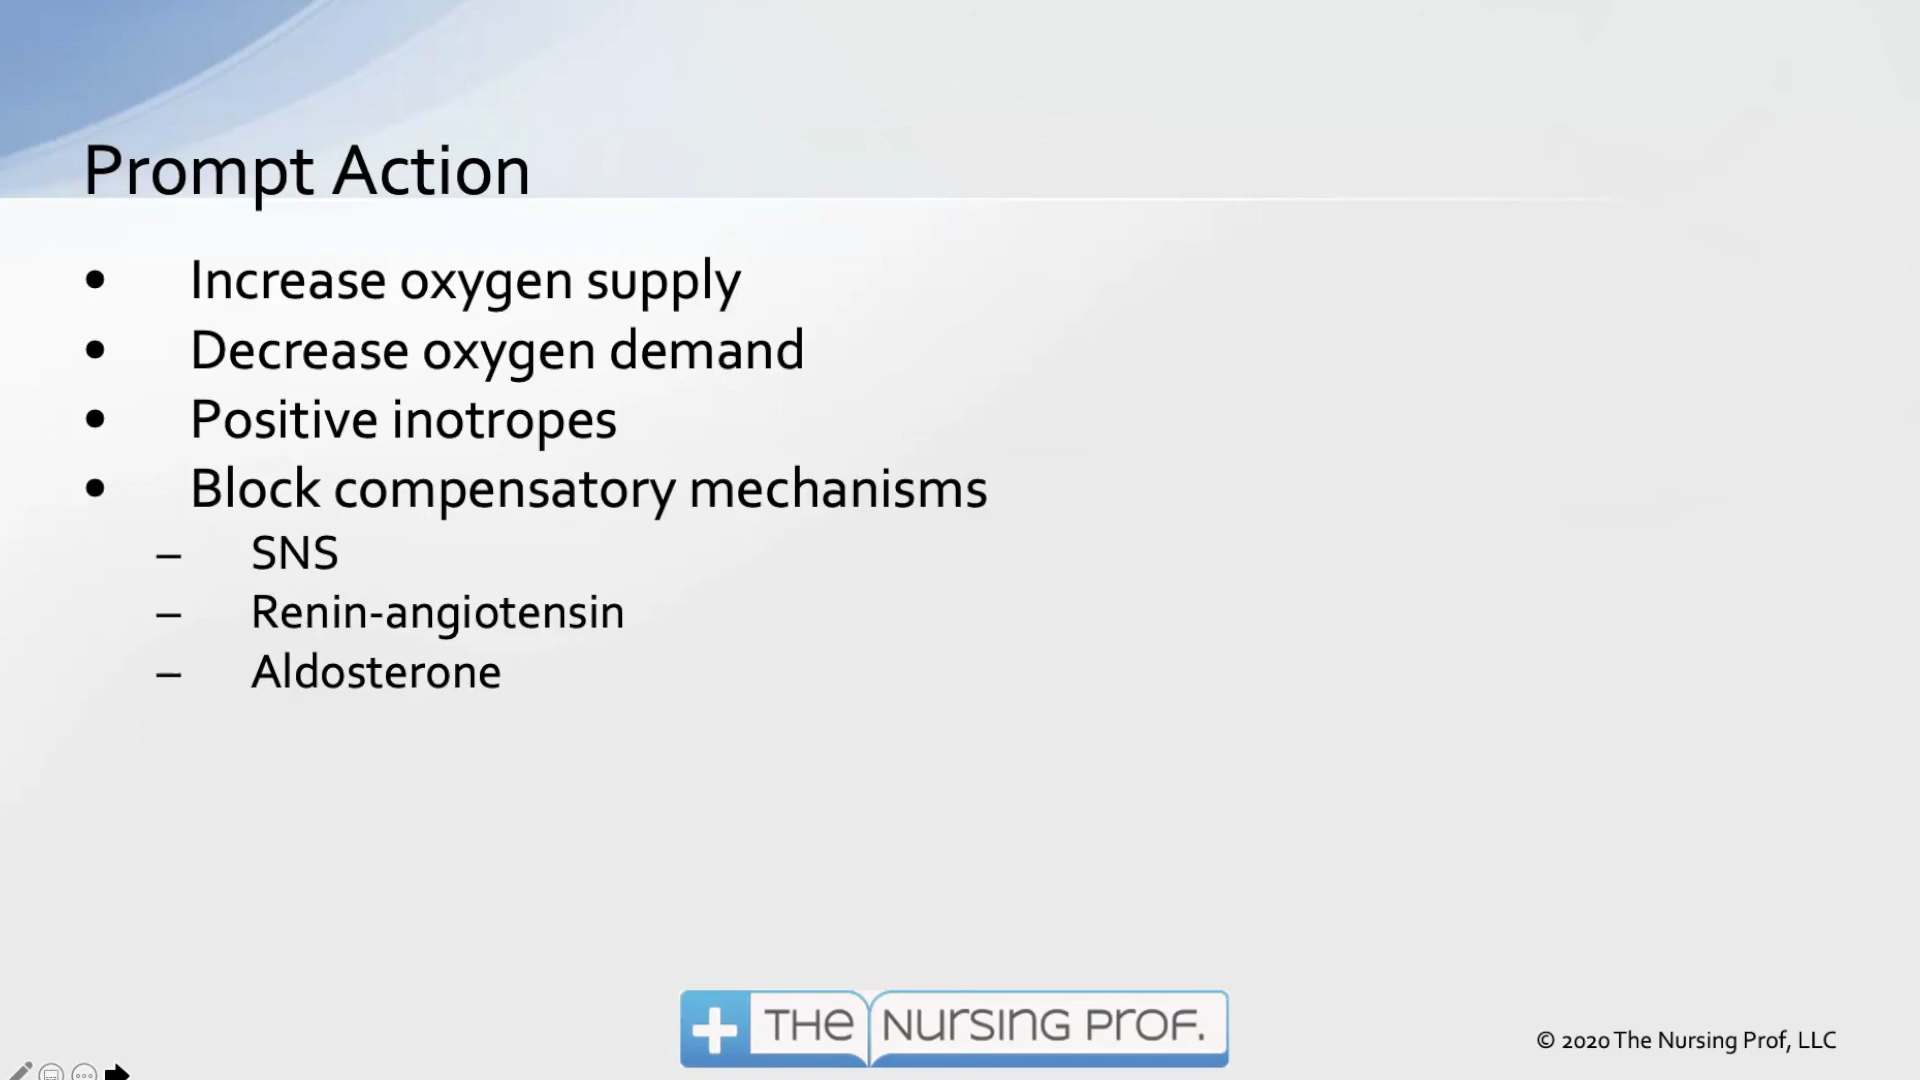 Prompt Action
• Increase oxygen supply
• Decrease oxygen demand
• Positive inotropes
• Block compensatory mechanisms
– SNS
– Renin-angiotensin
– Aldosterone
THE NURSING PROF.
© 2020 The Nursing Prof, LLC